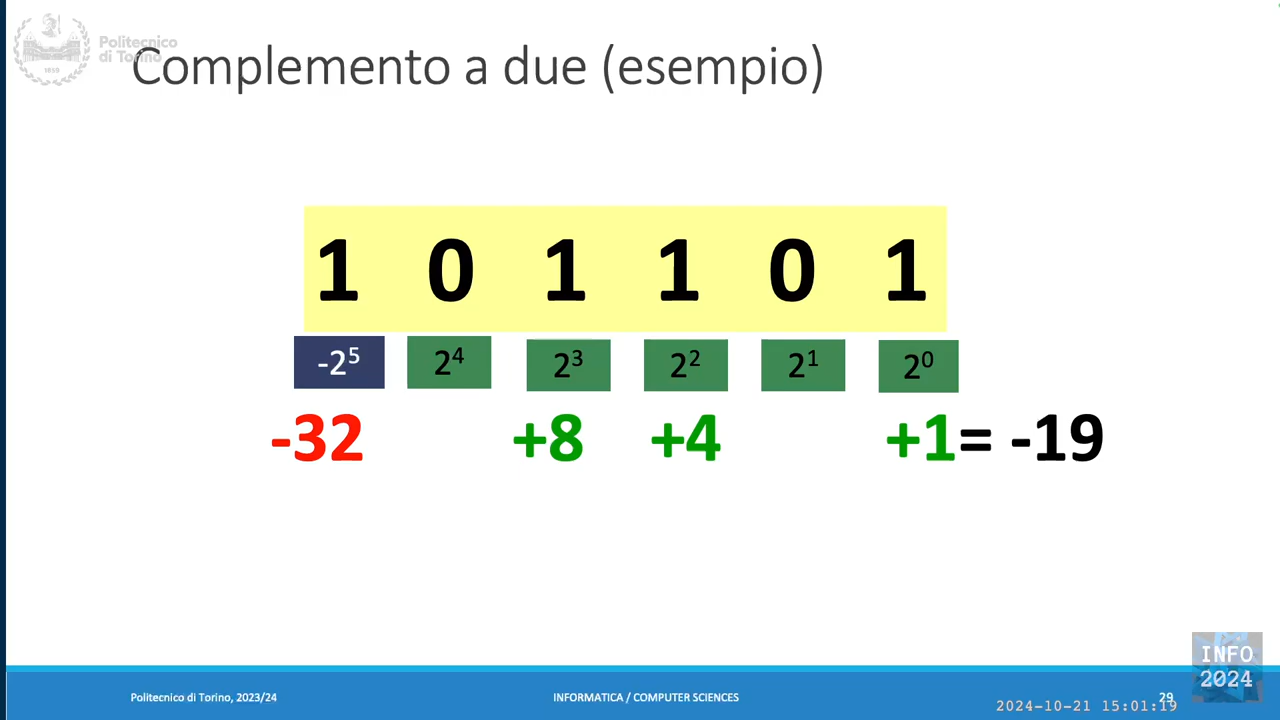 Politecnico
di Torino
1859
Complemento a due (esempio)
1 0 1 1 0 1
-2⁵ 2⁴ 2³ 2² 2¹ 2⁰
-32 +8 +4 +1= -19
INFO
2024
Politecnico di Torino, 2023/24 INFORMATICA / COMPUTER SCIENCES 29
2024-10-21 15:01:19